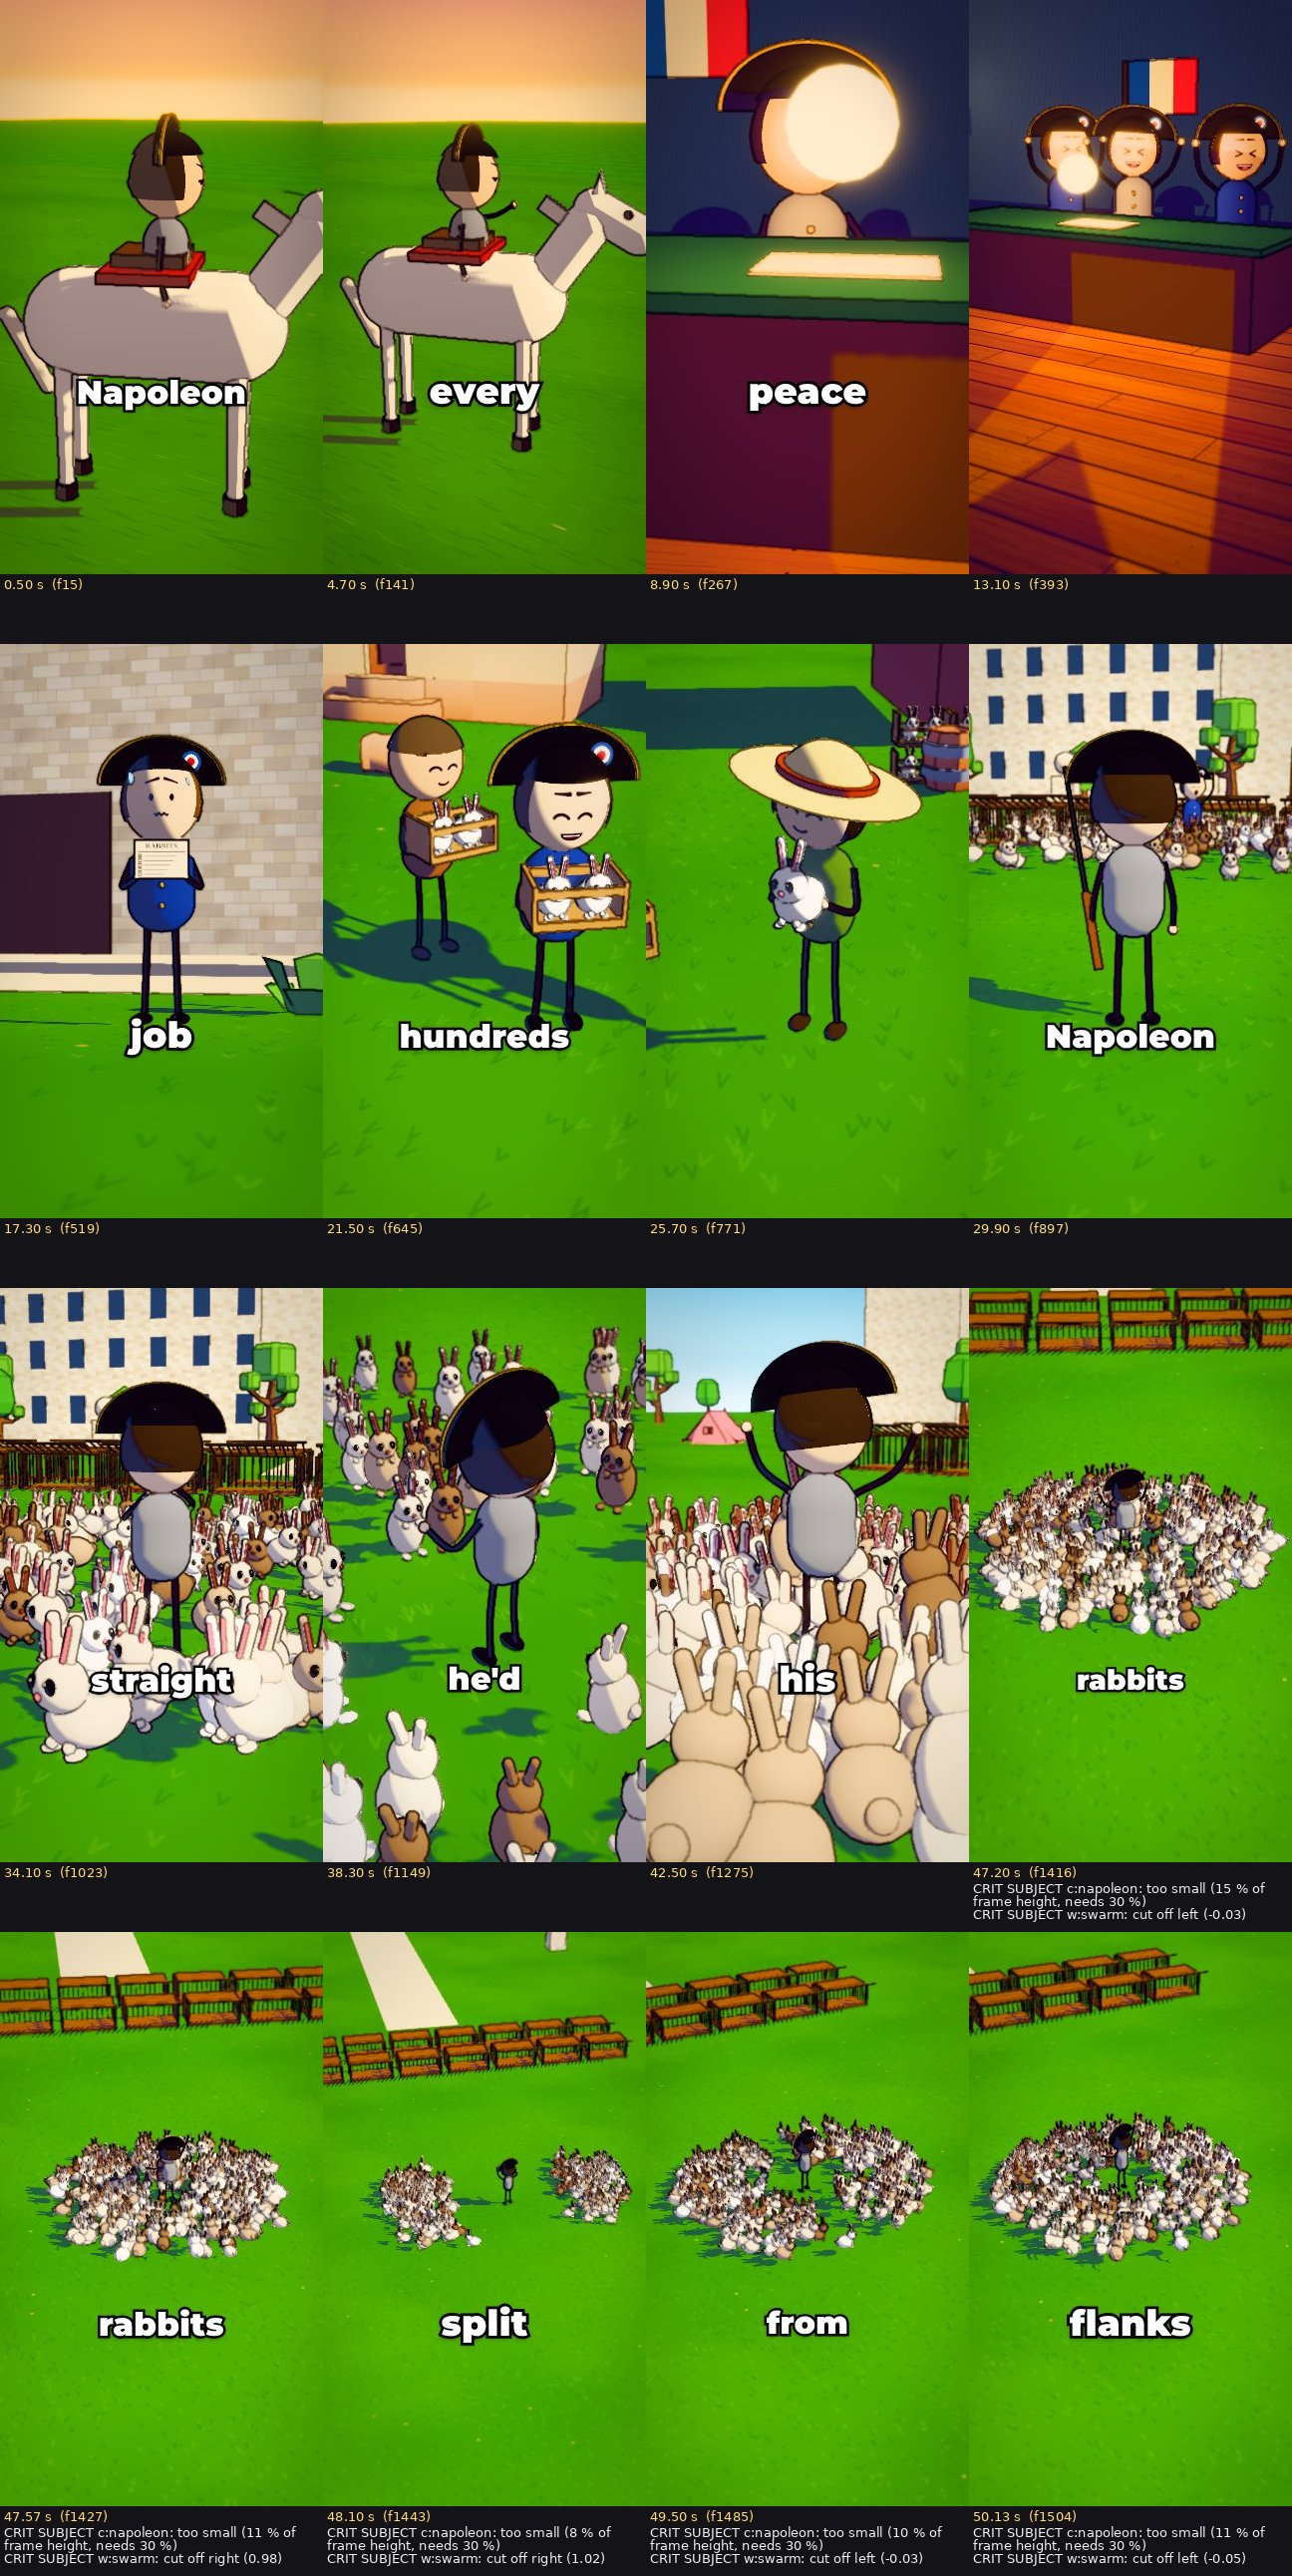 Napoleon
every
peace
0.50 s (f15)
4.70 s (f141)
8.90 s (f267)
13.10 s (f393)
RABBITS
job
hundreds
Napoleon
17.30 s (f519)
21.50 s (f645)
25.70 s (f771)
29.90 s (f897)
straight
he'd
his
rabbits
34.10 s (f1023)
38.30 s (f1149)
42.50 s (f1275)
47.20 s (f1416)
CRIT SUBJECT c:napoleon: too small (15 % of
frame height, needs 30 %)
CRIT SUBJECT w:swarm: cut off left (-0.03)
rabbits
split
from
flanks
47.57 s (f1427)
CRIT SUBJECT c:napoleon: too small (11 % of
frame height, needs 30 %)
CRIT SUBJECT w:swarm: cut off right (0.98)
48.10 s (f1443)
CRIT SUBJECT c:napoleon: too small (8 % of
frame height, needs 30 %)
CRIT SUBJECT w:swarm: cut off right (1.02)
49.50 s (f1485)
CRIT SUBJECT c:napoleon: too small (10 % of
frame height, needs 30 %)
CRIT SUBJECT w:swarm: cut off left (-0.03)
50.13 s (f1504)
CRIT SUBJECT c:napoleon: too small (11 % of
frame height, needs 30 %)
CRIT SUBJECT w:swarm: cut off left (-0.05)